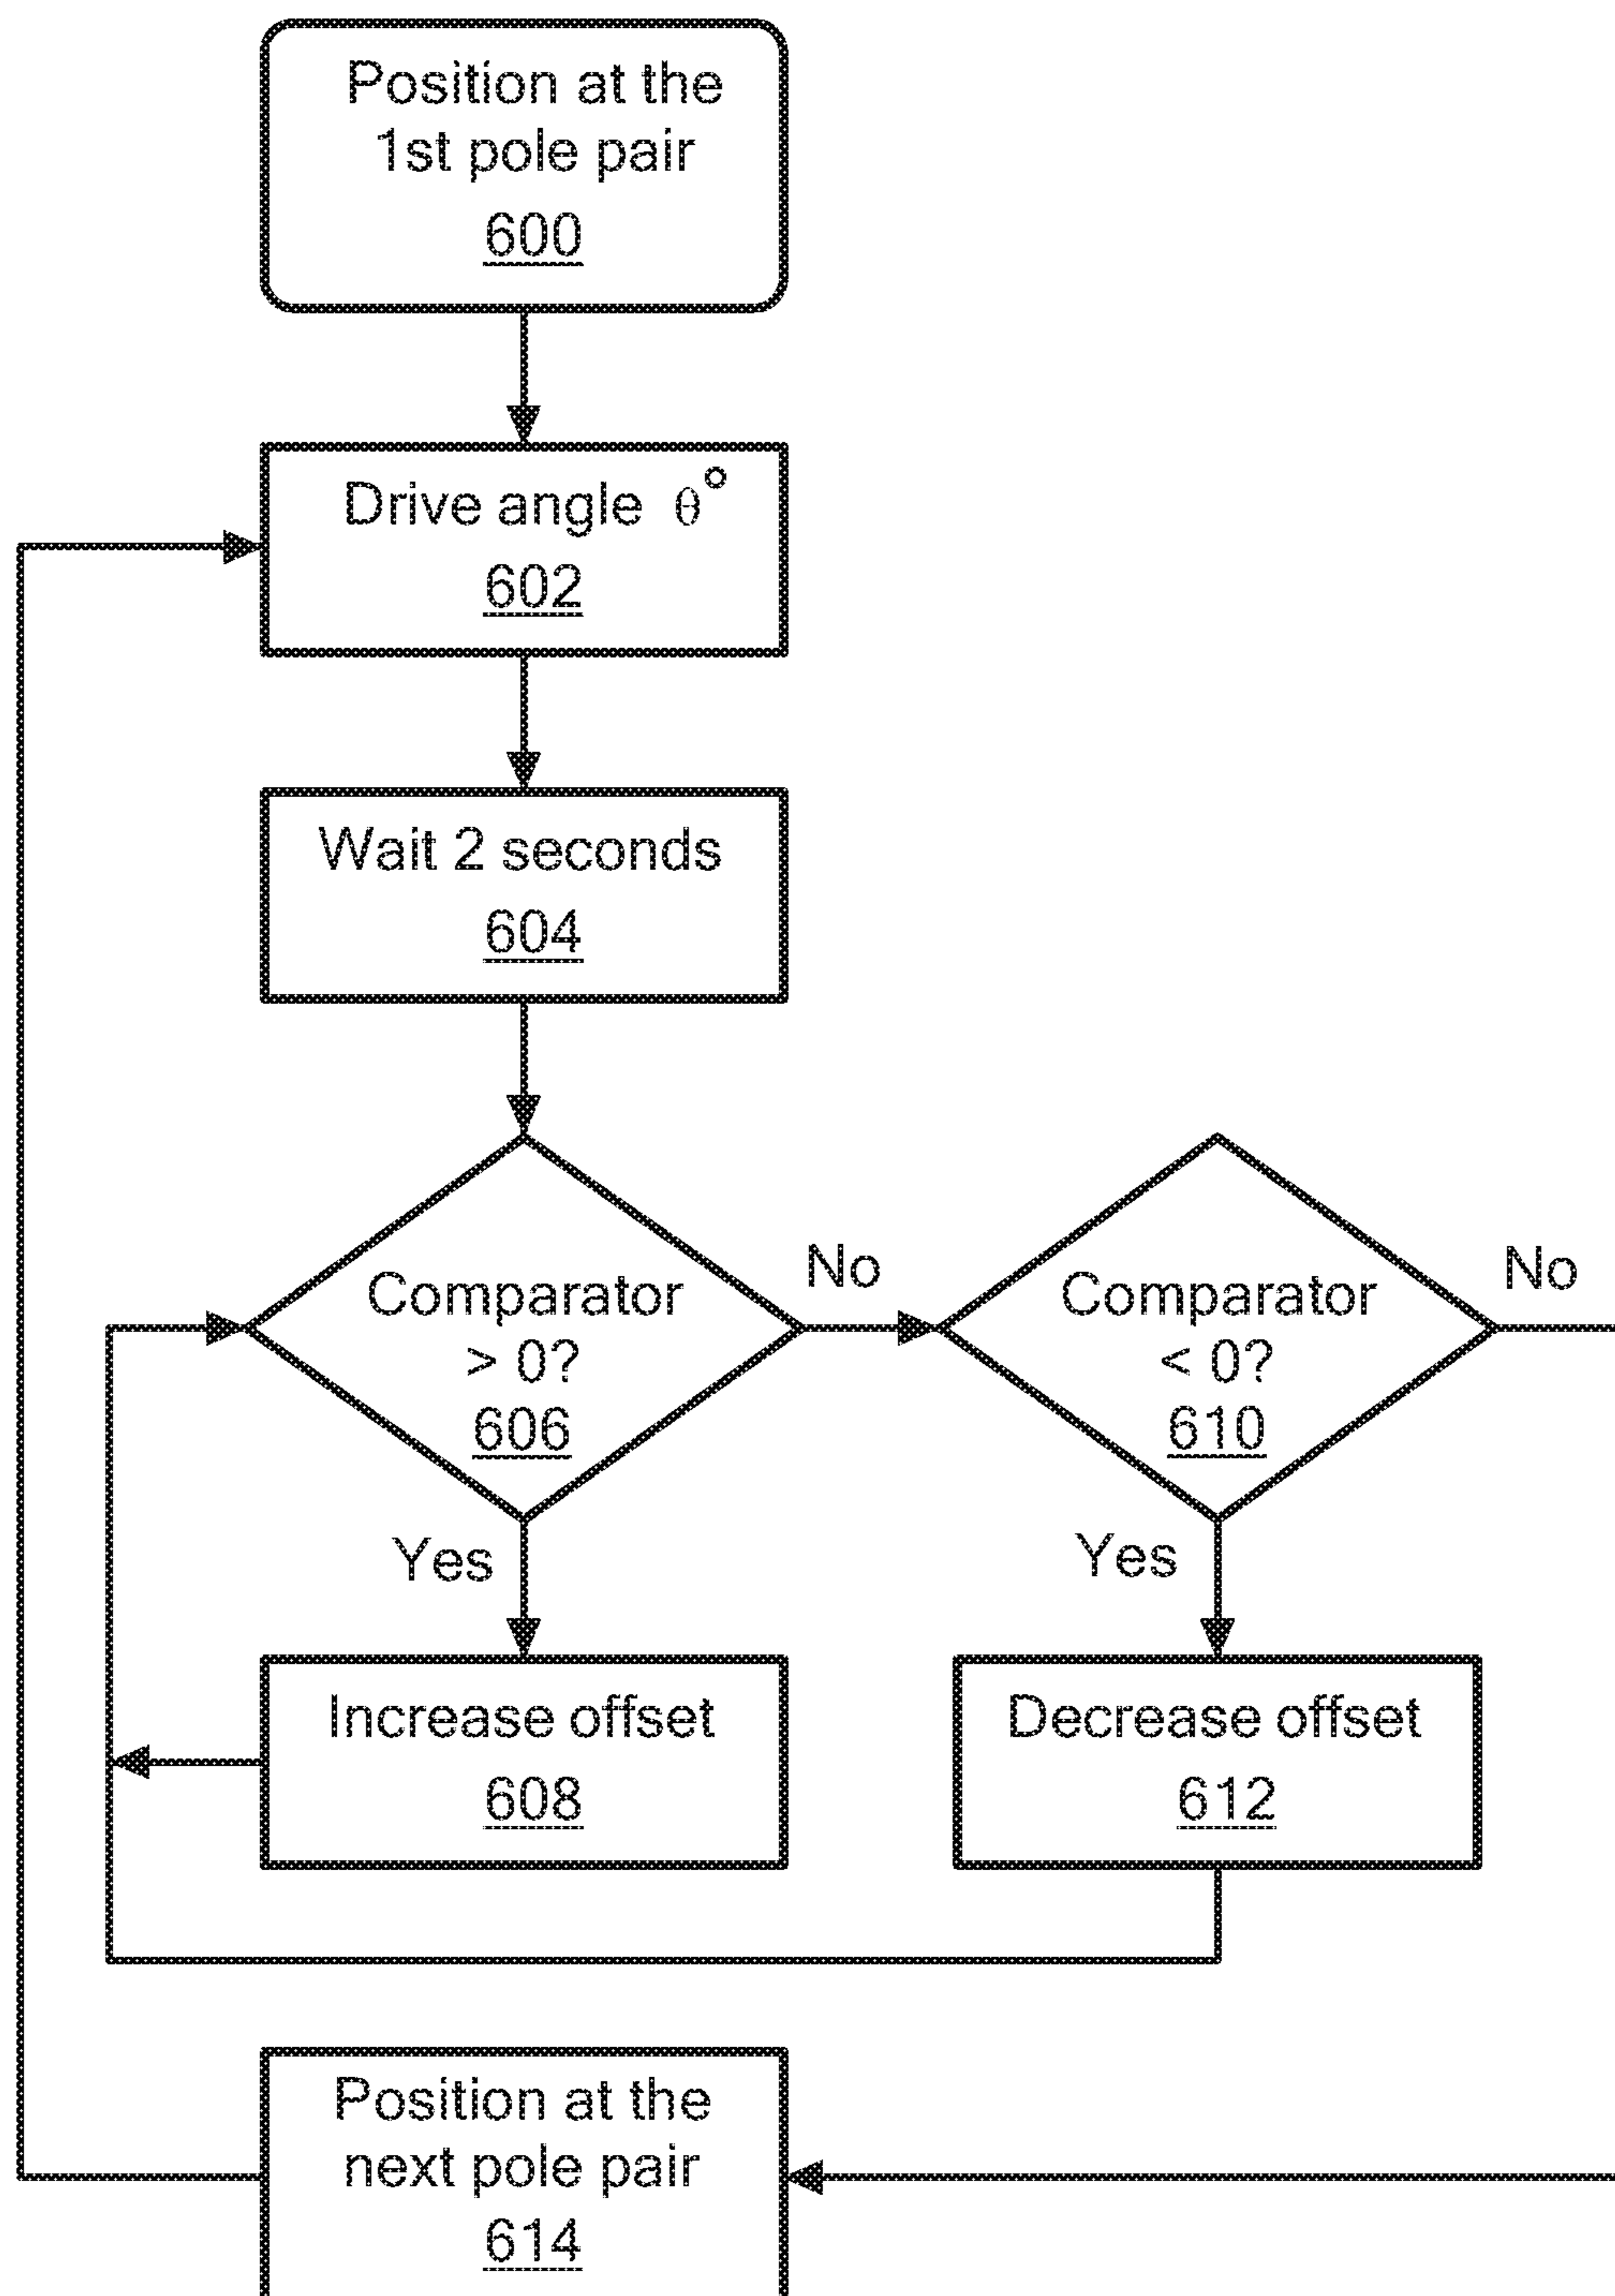 Position at the
1st pole pair
600
Drive angle θ°
602
Wait 2 seconds
604
Comparator
> 0?
606
No
Comparator
< 0?
610
No
Yes
Yes
Increase offset
608
Decrease offset
612
Position at the
next pole pair
614